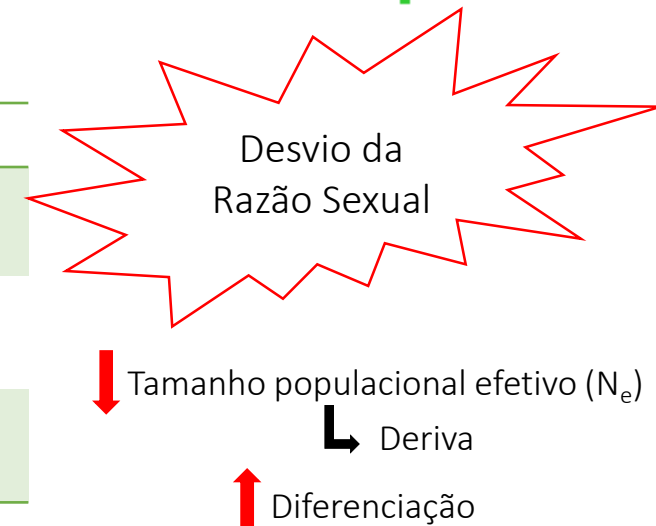 Desvio da
Razão Sexual
Tamanho populacional efetivo (Ne)
Deriva
Diferenciação